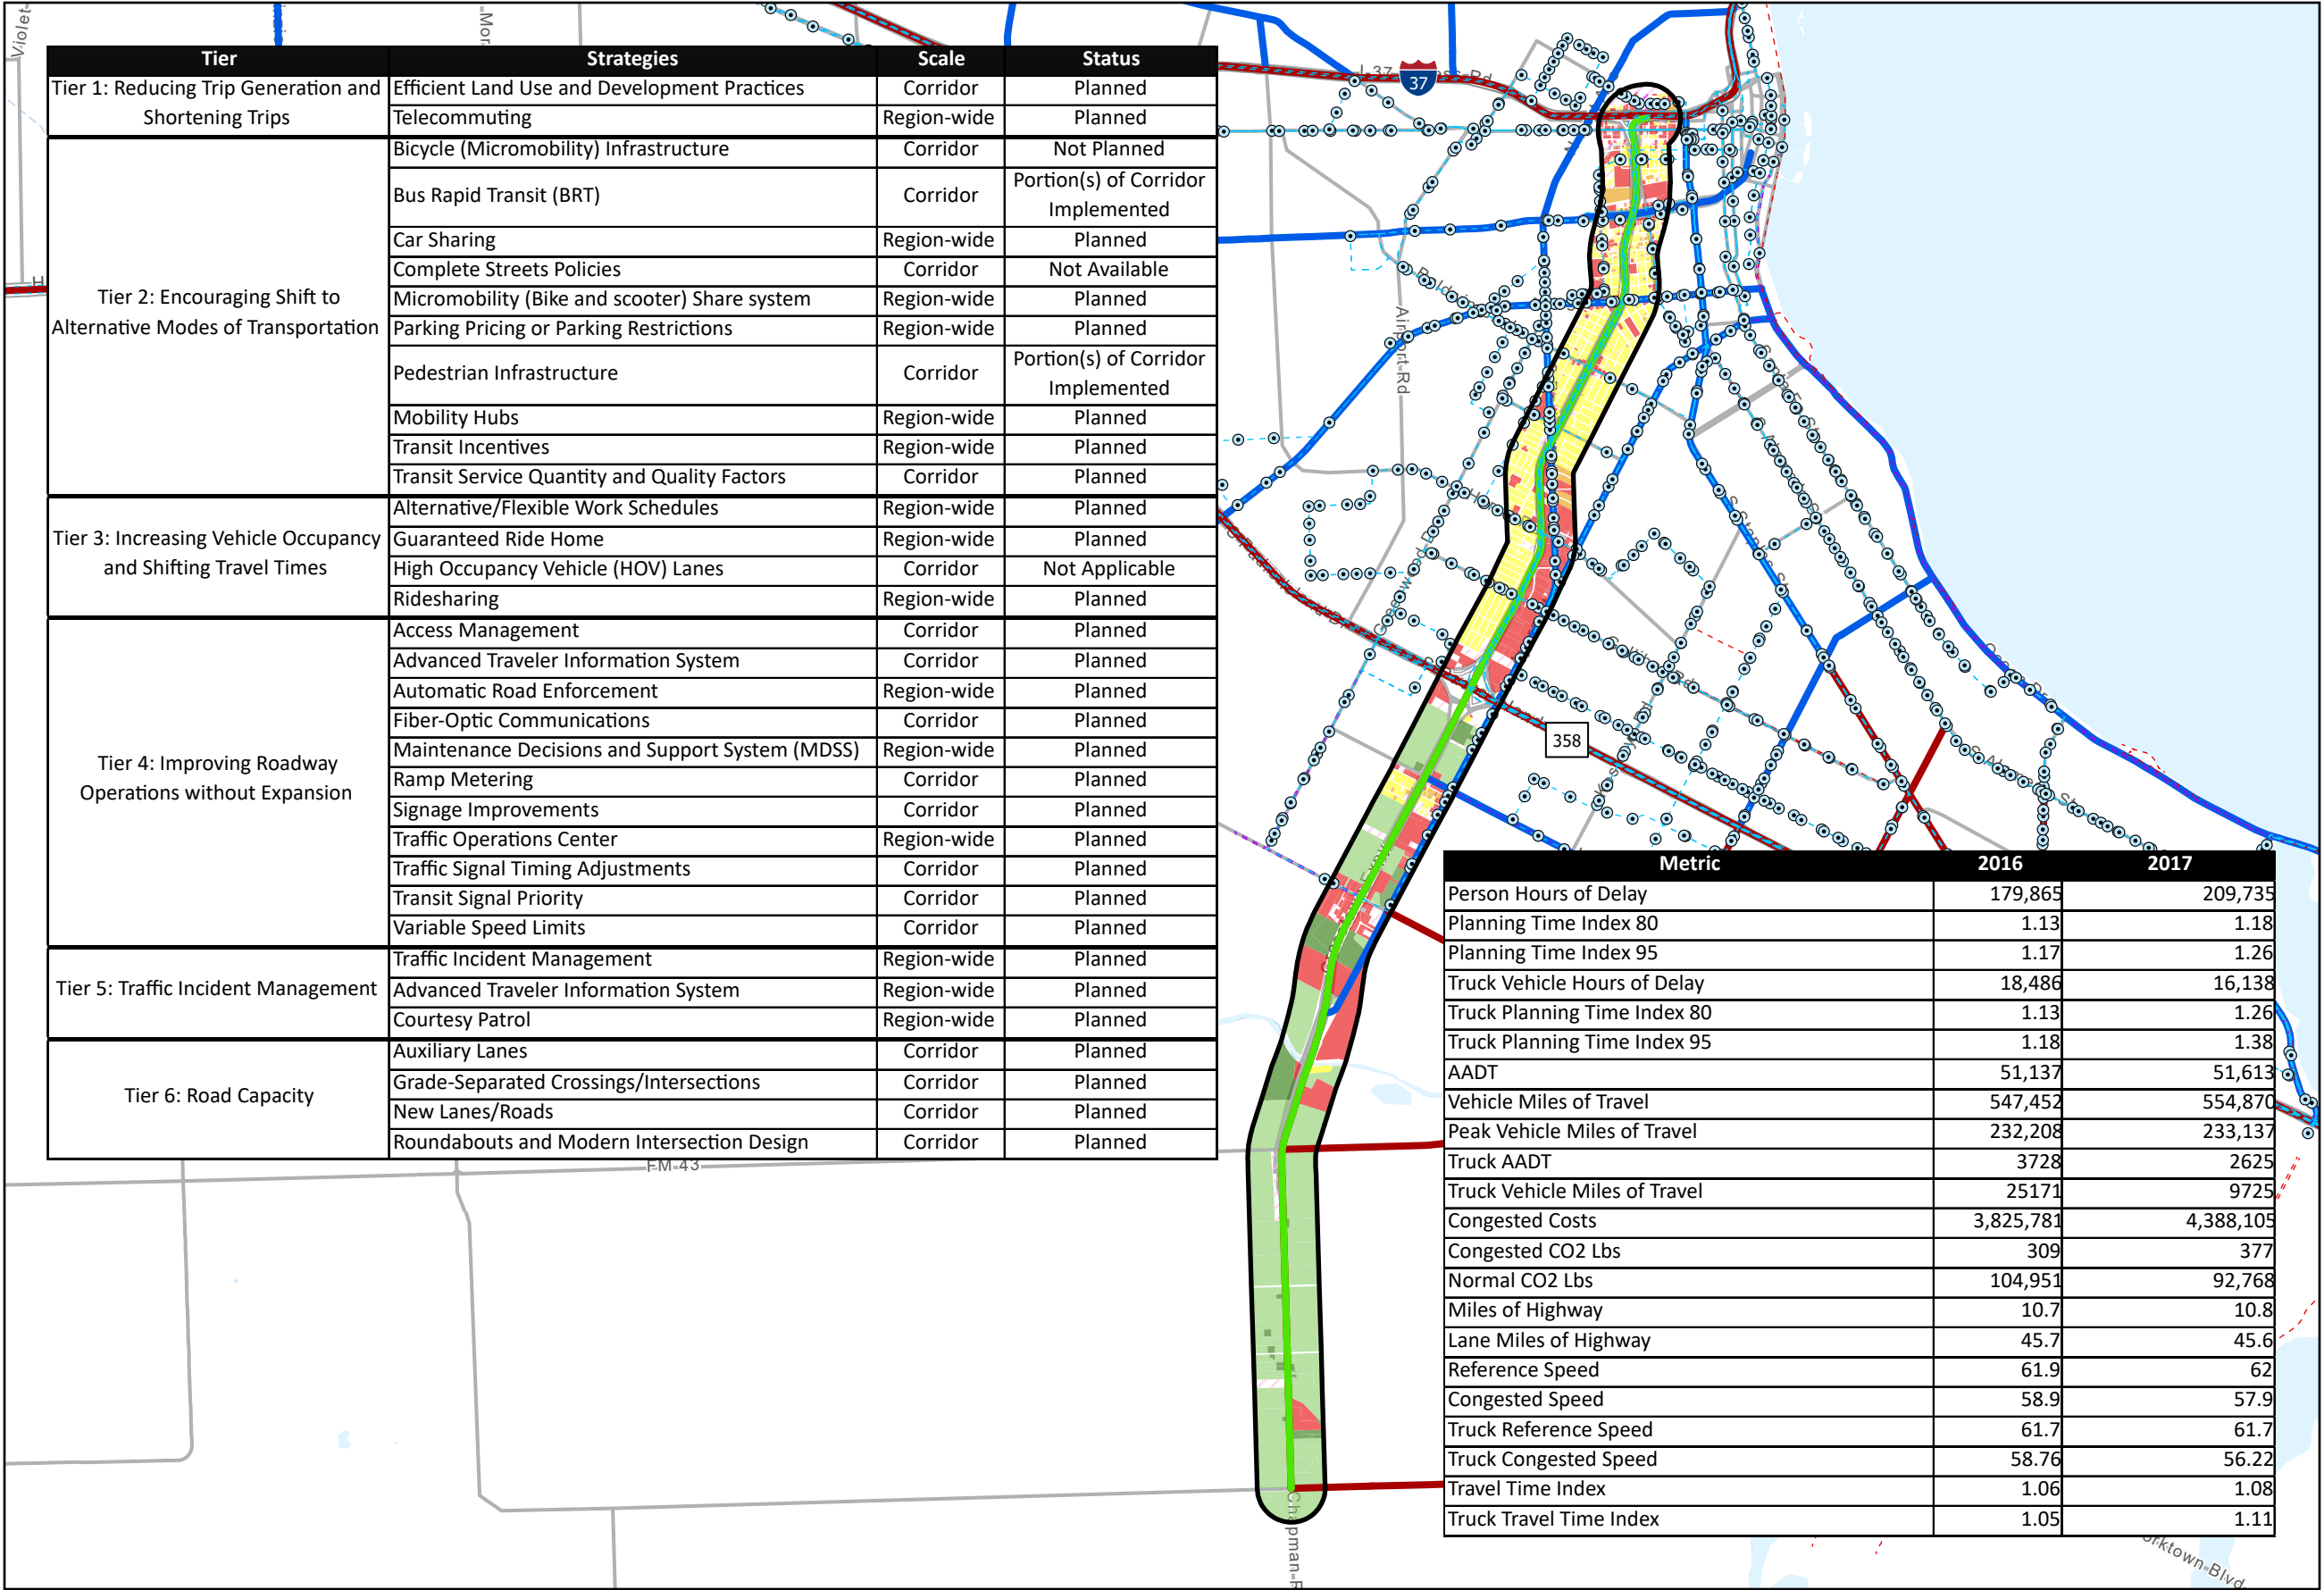 Violet
Mor
I-37
37
Rd
Tier Strategies Scale Status
Tier 1: Reducing Trip Generation and Shortening Trips
Efficient Land Use and Development Practices Corridor Planned
Telecommuting Region-wide Planned
Tier 2: Encouraging Shift to Alternative Modes of Transportation
Bicycle (Micromobility) Infrastructure Corridor Not Planned
Bus Rapid Transit (BRT) Corridor Portion(s) of Corridor Implemented
Car Sharing Region-wide Planned
Complete Streets Policies Corridor Not Available
Micromobility (Bike and scooter) Share system Region-wide Planned
Parking Pricing or Parking Restrictions Region-wide Planned
Pedestrian Infrastructure Corridor Portion(s) of Corridor Implemented
Mobility Hubs Region-wide Planned
Transit Incentives Region-wide Planned
Transit Service Quantity and Quality Factors Corridor Planned
Tier 3: Increasing Vehicle Occupancy and Shifting Travel Times
Alternative/Flexible Work Schedules Region-wide Planned
Guaranteed Ride Home Region-wide Planned
High Occupancy Vehicle (HOV) Lanes Corridor Not Applicable
Ridesharing Region-wide Planned
Tier 4: Improving Roadway Operations without Expansion
Access Management Corridor Planned
Advanced Traveler Information System Corridor Planned
Automatic Road Enforcement Region-wide Planned
Fiber-Optic Communications Corridor Planned
Maintenance Decisions and Support System (MDSS) Region-wide Planned
Ramp Metering Corridor Planned
Signage Improvements Corridor Planned
Traffic Operations Center Region-wide Planned
Traffic Signal Timing Adjustments Corridor Planned
Transit Signal Priority Corridor Planned
Variable Speed Limits Corridor Planned
Tier 5: Traffic Incident Management
Traffic Incident Management Region-wide Planned
Advanced Traveler Information System Region-wide Planned
Courtesy Patrol Region-wide Planned
Tier 6: Road Capacity
Auxiliary Lanes Corridor Planned
Grade-Separated Crossings/Intersections Corridor Planned
New Lanes/Roads Corridor Planned
Roundabouts and Modern Intersection Design Corridor Planned
H
Airport-Rd
358
FM-43
Metric 2016 2017
Person Hours of Delay 179,865 209,735
Planning Time Index 80 1.13 1.18
Planning Time Index 95 1.17 1.26
Truck Vehicle Hours of Delay 18,486 16,138
Truck Planning Time Index 80 1.13 1.26
Truck Planning Time Index 95 1.18 1.38
AADT 51,137 51,613
Vehicle Miles of Travel 547,452 554,870
Peak Vehicle Miles of Travel 232,208 233,137
Truck AADT 3728 2625
Truck Vehicle Miles of Travel 25171 9725
Congested Costs 3,825,781 4,388,105
Congested CO2 Lbs 309 377
Normal CO2 Lbs 104,951 92,768
Miles of Highway 10.7 10.8
Lane Miles of Highway 45.7 45.6
Reference Speed 61.9 62
Congested Speed 58.9 57.9
Truck Reference Speed 61.7 61.7
Truck Congested Speed 58.76 56.22
Travel Time Index 1.06 1.08
Truck Travel Time Index 1.05 1.11
Chapman-R
orktown-Blvd